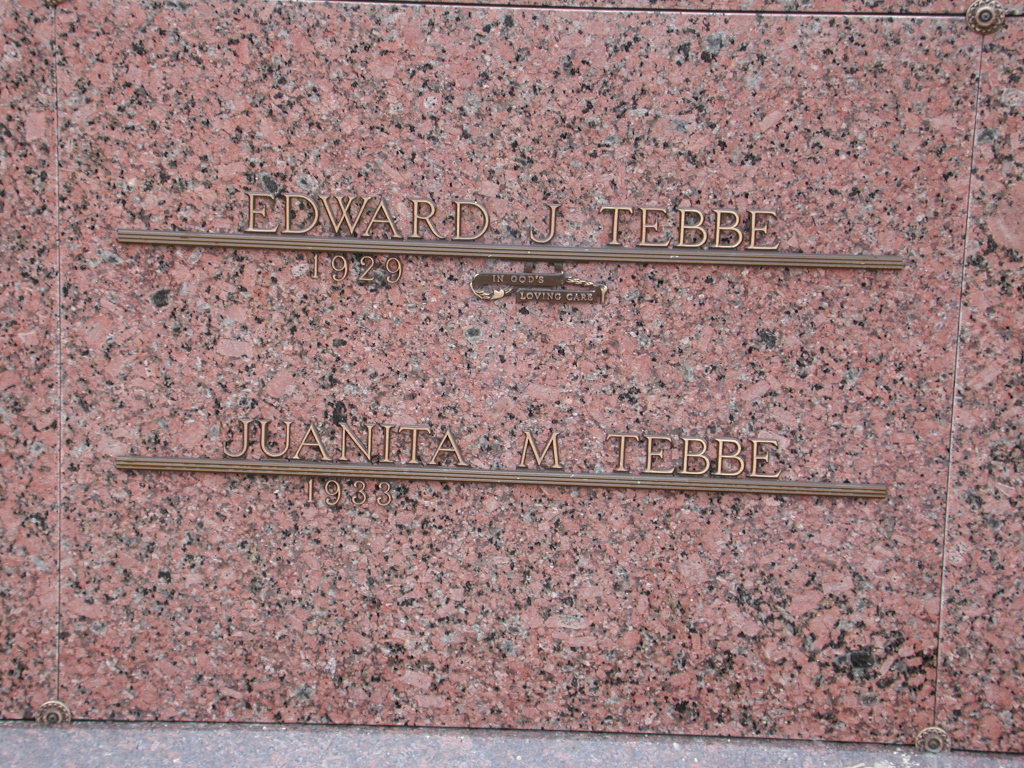 EDWARD J TEBBE
1929
IN GOD'S
LOVING CARE
JUANITA M TEBBE
1933